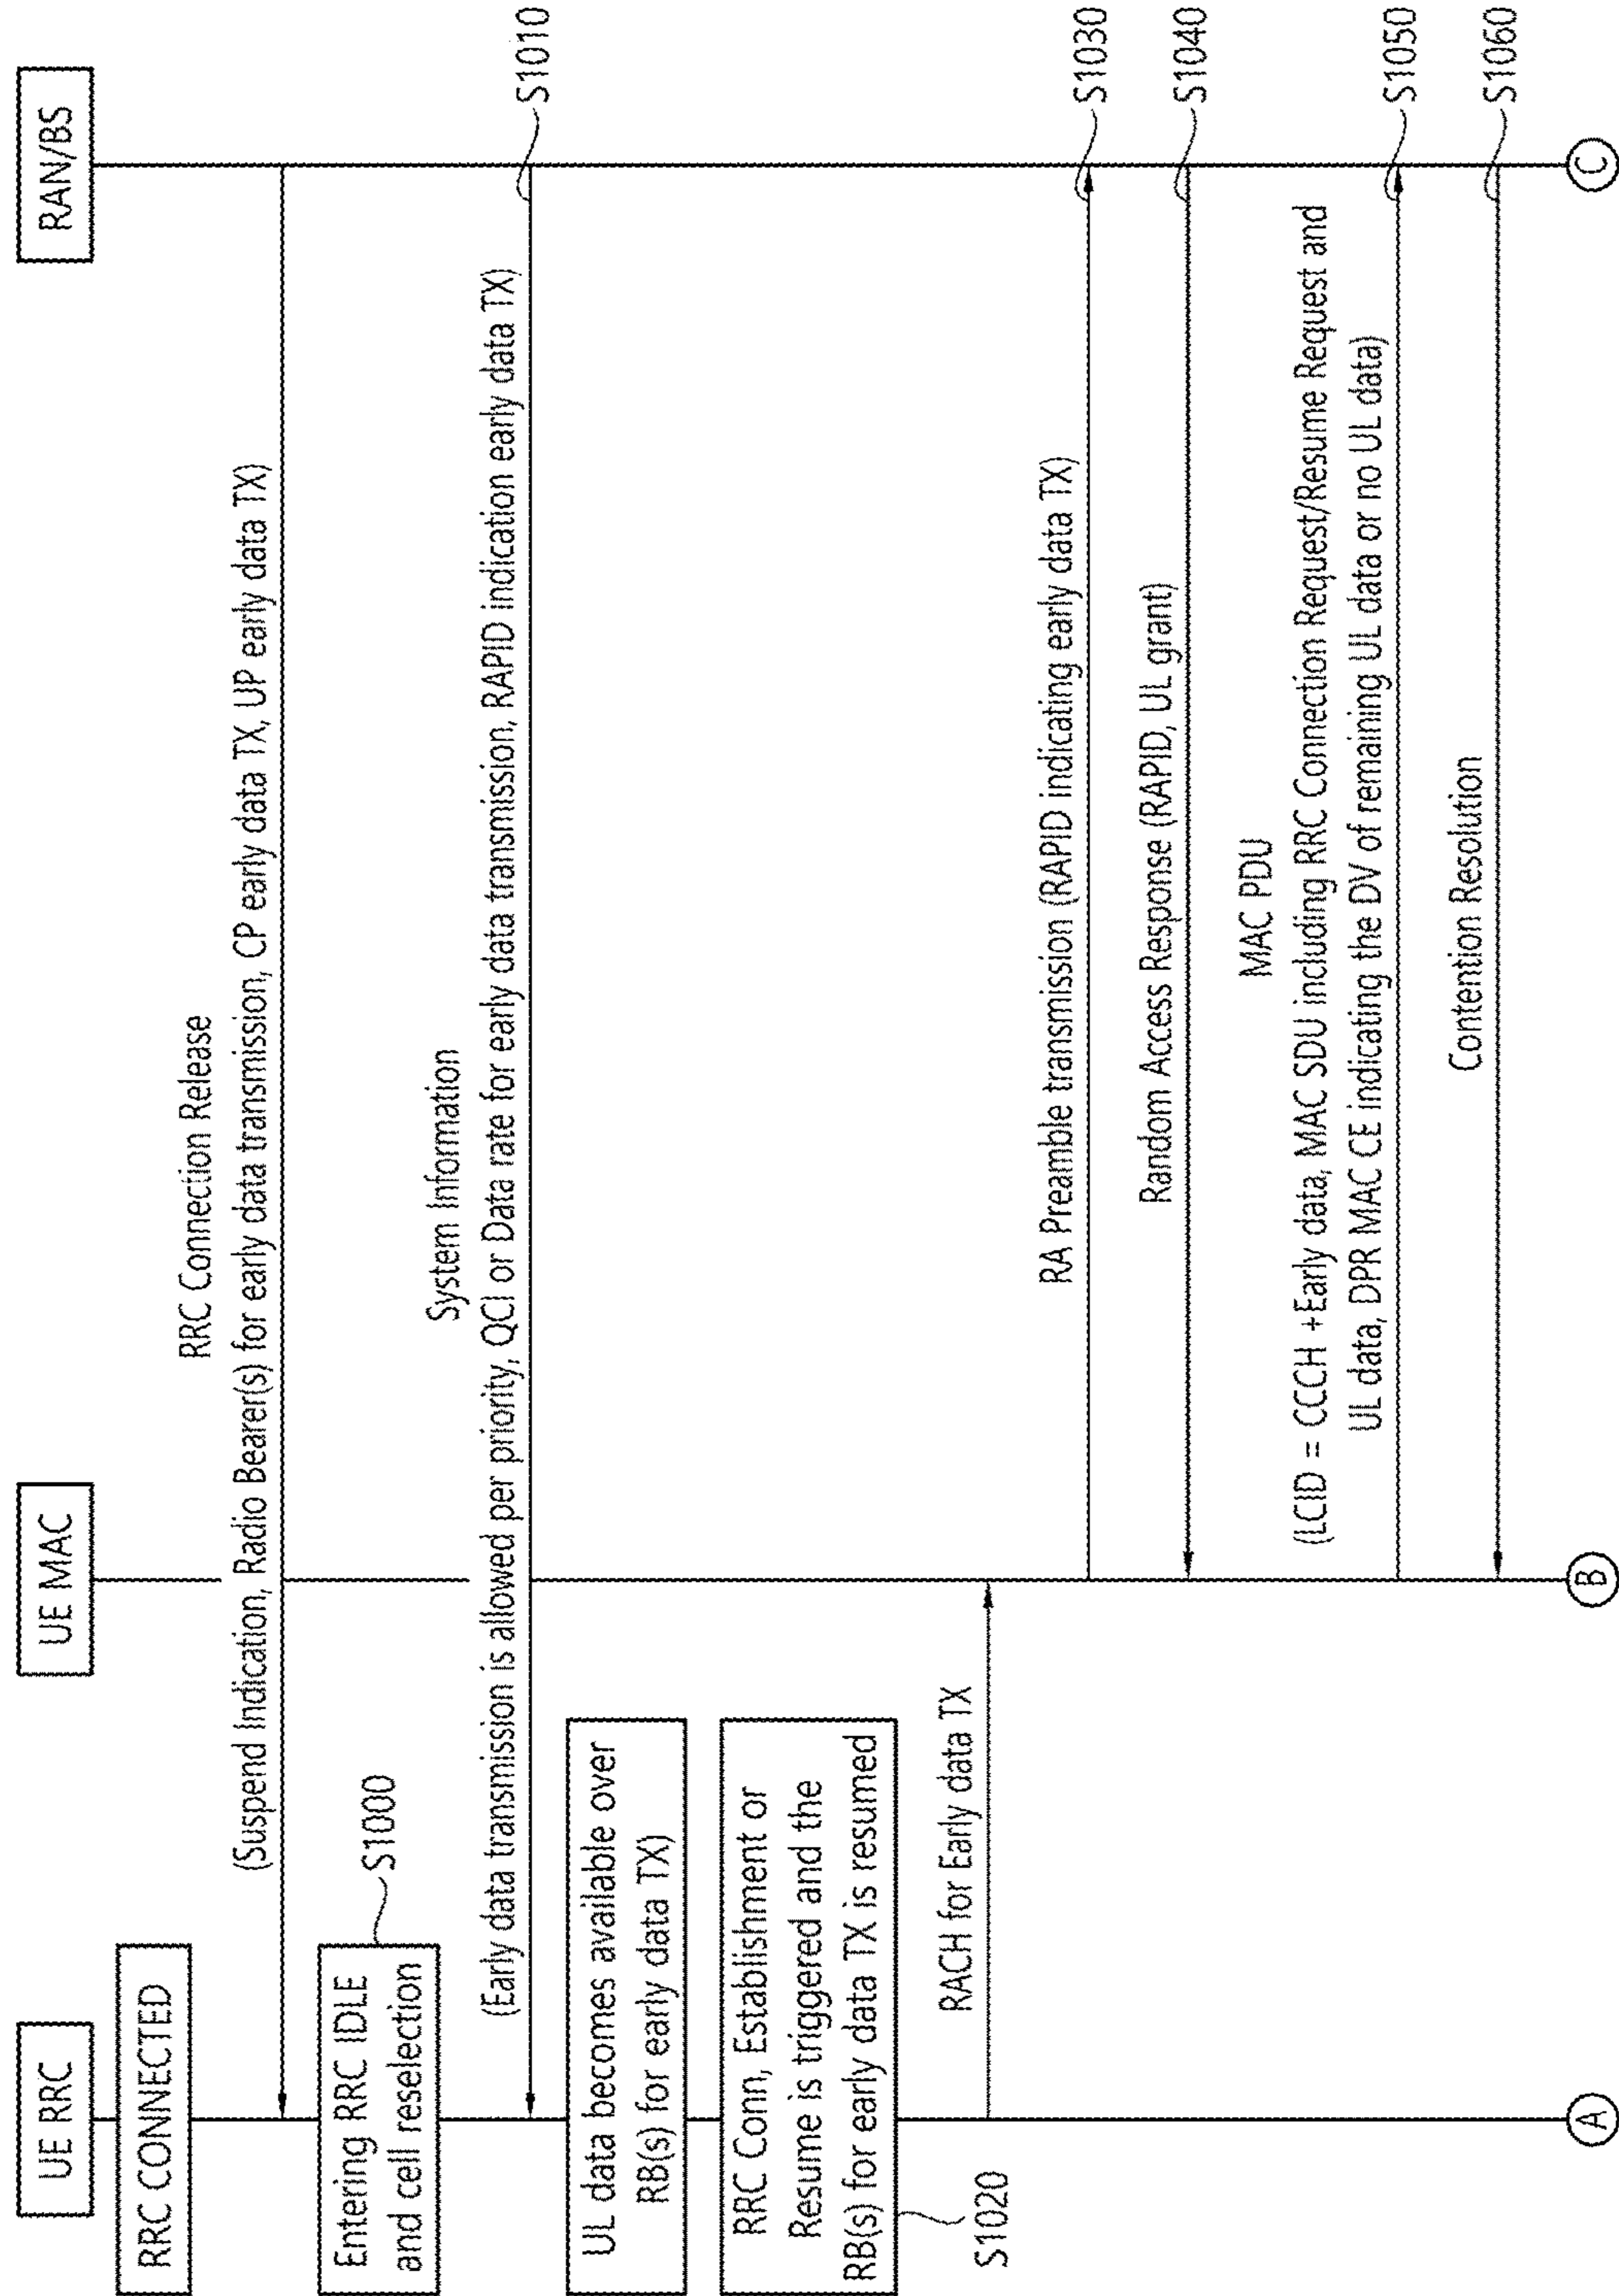 UE RRC
UE MAC
RAN/BS
RRC CONNECTED
RRC Connection Release
(Suspend Indication, Radio Bearer(s) for early data transmission, CP early data TX, UP early data TX)
Entering RRC IDLE
and cell reselection
S1000
System Information
(Early data transmission is allowed per priority, QCI or Data rate for early data transmission, RAPID indication early data TX)
S1010
UL data becomes available over
RB(s) for early data TX)
RRC Conn, Establishment or
Resume is triggered and the
RB(s) for early data TX is resumed
S1020
RACH for Early data TX
RA Preamble transmission (RAPID indicating early data TX)
S1030
Random Access Response (RAPID, UL grant)
S1040
MAC PDU
(LCID = CCCH +Early data, MAC SDU including RRC Connection Request/Resume Request and
UL data, DPR MAC CE indicating the DV of remaining UL data or no UL data)
S1050
Contention Resolution
S1060
A
B
C